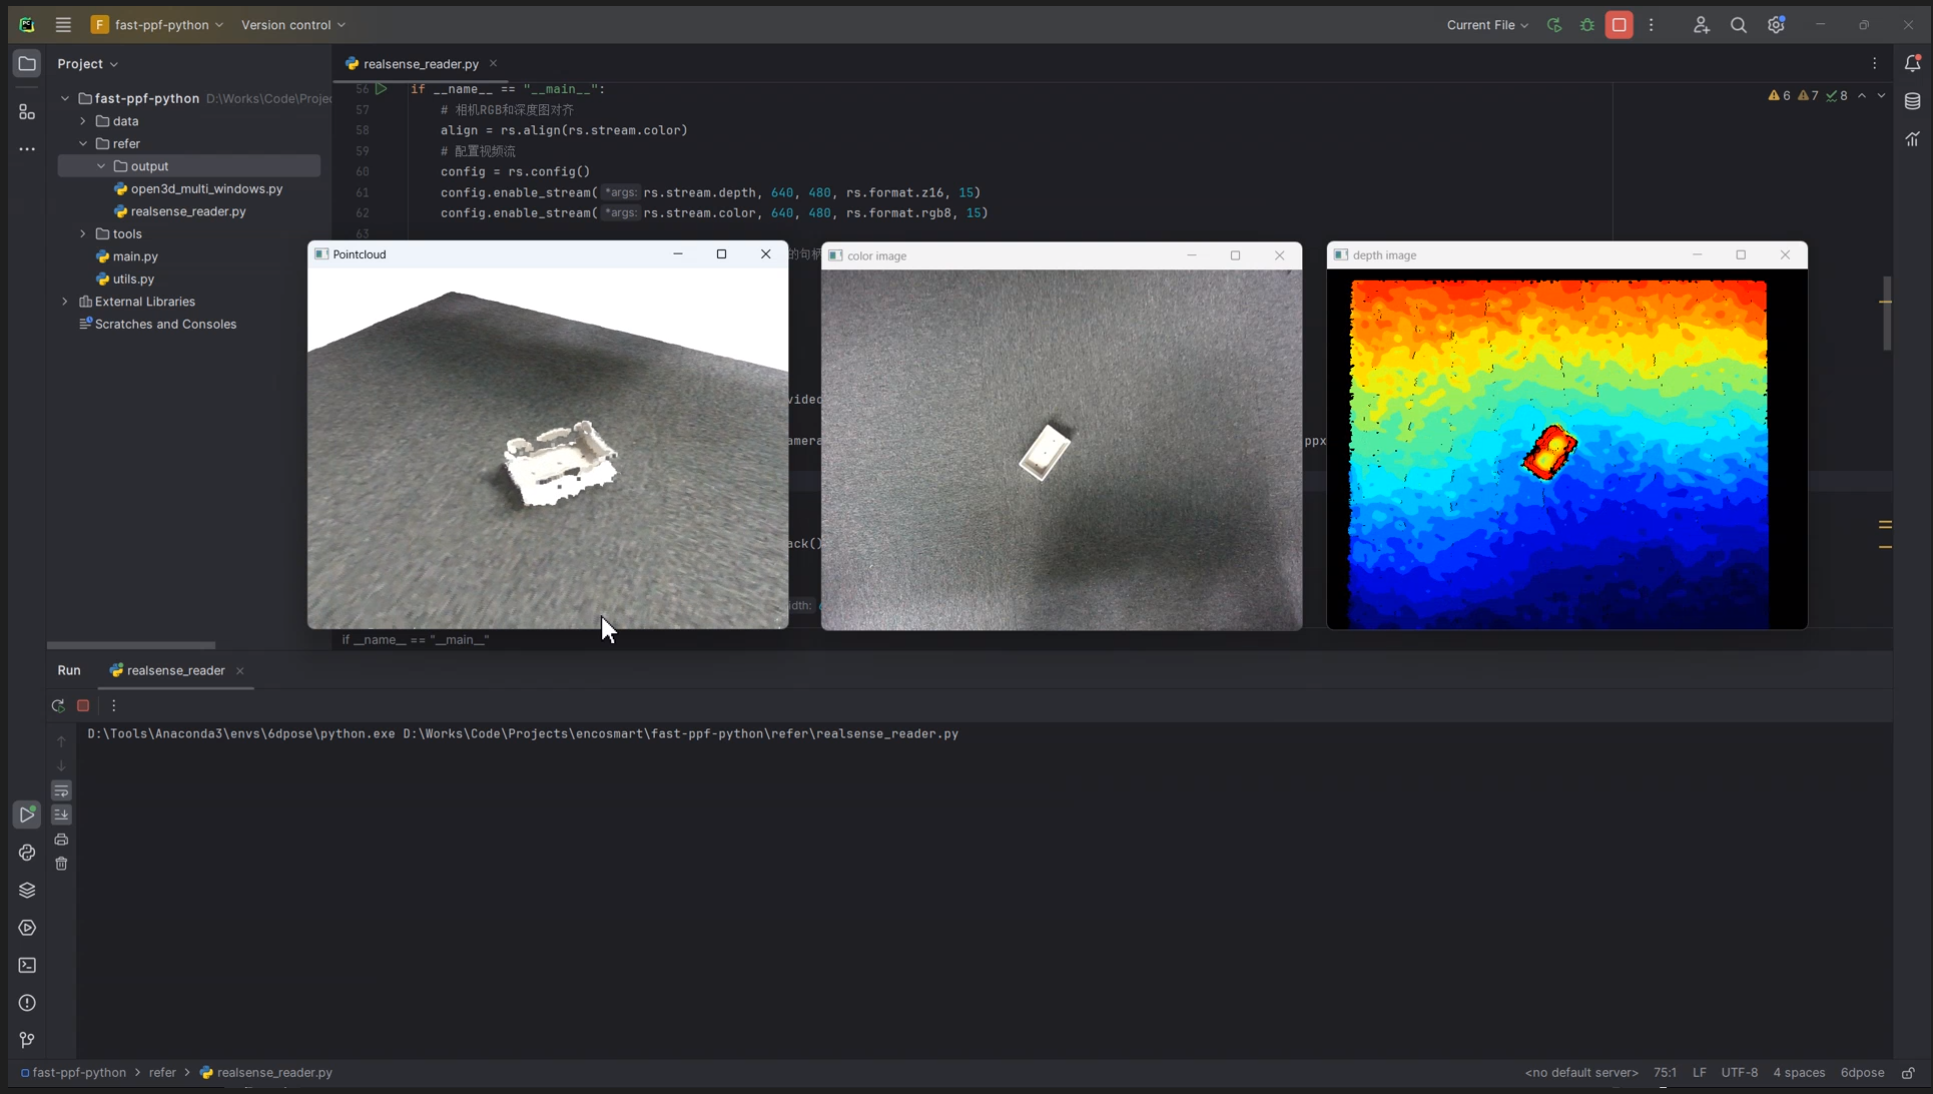 F fast-ppf-python
Version control
Current File
Project
realsense_reader.py
fast-ppf-python D:\Works\Code\Projec
data
refer
output
open3d_multi_windows.py
realsense_reader.py
tools
main.py
utils.py
External Libraries
Scratches and Consoles
56 if __name__ == "__main__":
57 # 相机RGB和深度图对齐
58 align = rs.align(rs.stream.color)
59 # 配置视频流
60 config = rs.config()
61 config.enable_stream( *args: rs.stream.depth, 640, 480, rs.format.z16, 15)
62 config.enable_stream( *args: rs.stream.color, 640, 480, rs.format.rgb8, 15)
63
6 7 8
的句柄
Pointcloud
color image
depth image
vided
amera
ppx
ack()
idth:
if __name__ == "__main__"
Run
realsense_reader
D:\Tools\Anaconda3\envs\6dpose\python.exe D:\Works\Code\Projects\encosmart\fast-ppf-python\refer\realsense_reader.py
fast-ppf-python > refer > realsense_reader.py
<no default server> 75:1 LF UTF-8 4 spaces 6dpose